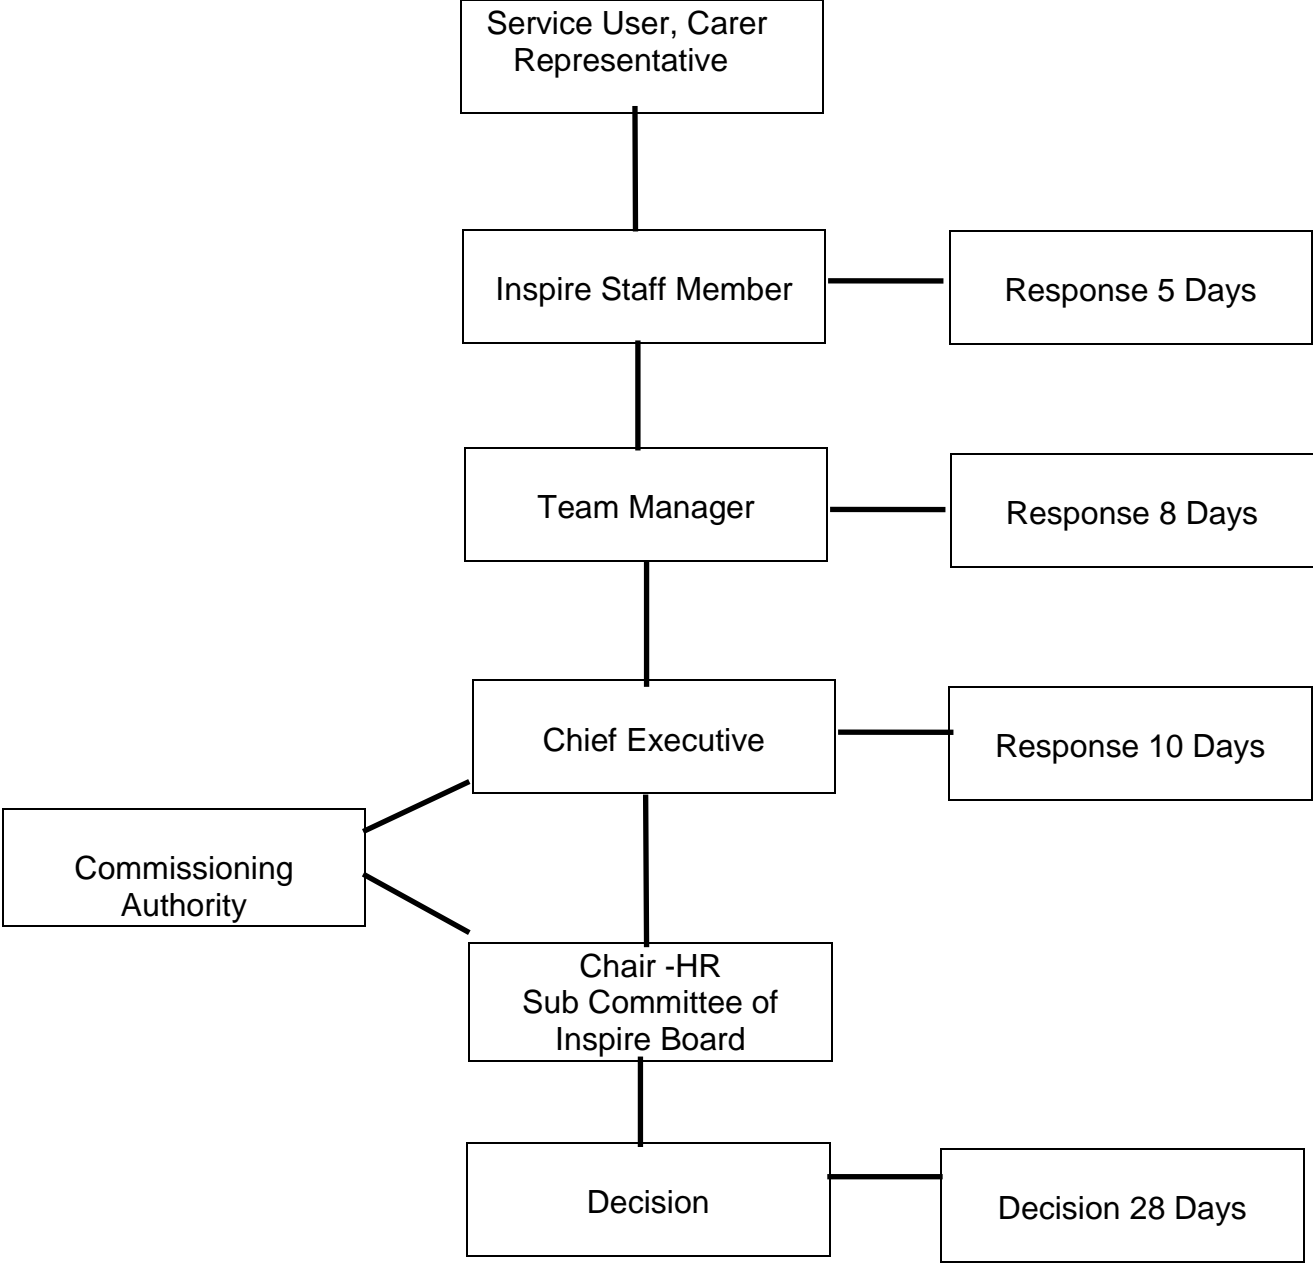 Service User, Carer
Representative
Inspire Staff Member
Response 5 Days
Team Manager
Response 8 Days
Chief Executive
Response 10 Days
Commissioning
Authority
Chair -HR
Sub Committee of
Inspire Board
Decision
Decision 28 Days